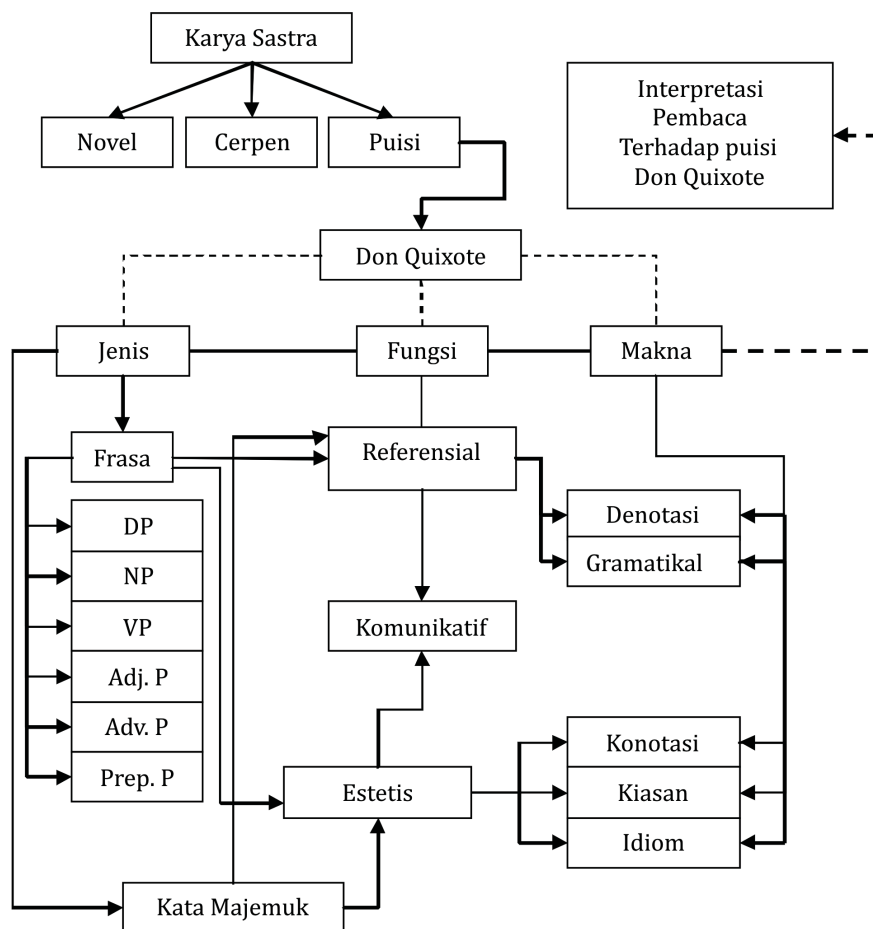 Karya Sastra
Interpretasi
Pembaca
Terhadap puisi
Don Quixote
Novel
Cerpen
Puisi
Don Quixote
Jenis
Fungsi
Makna
Frasa
Referensial
DP
NP
VP
Adj. P
Adv. P
Prep. P
Denotasi
Gramatikal
Komunikatif
Estetis
Konotasi
Kiasan
Idiom
Kata Majemuk